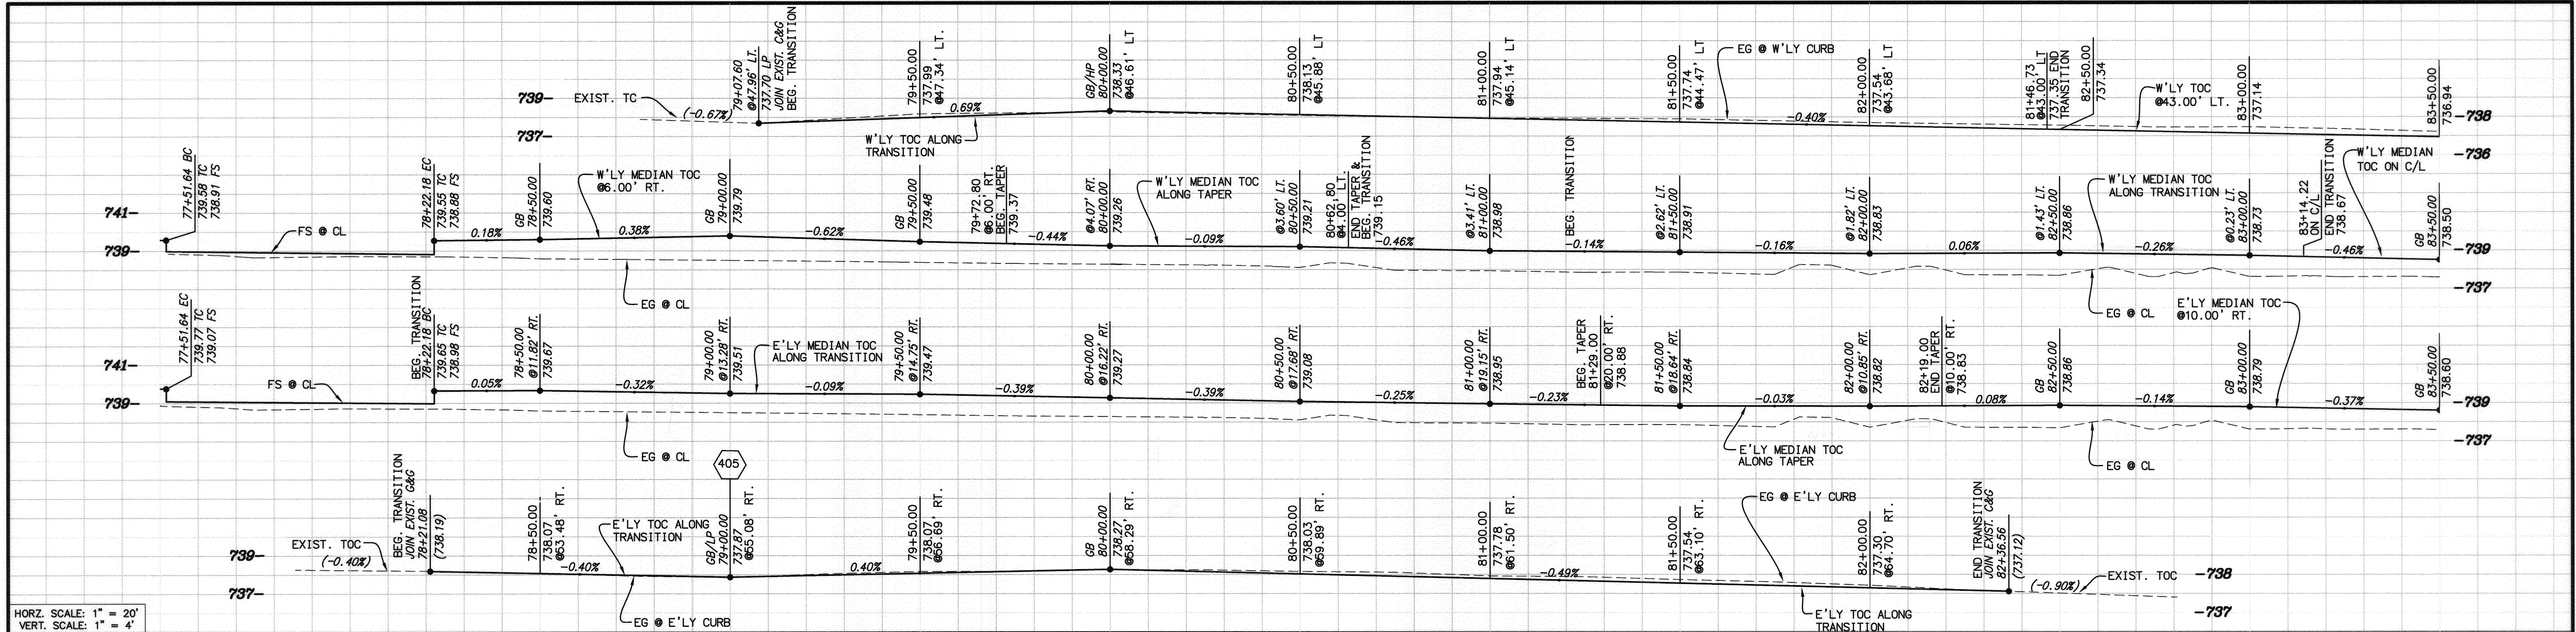 79+07.60
@47.96' LT.
737.70 LP
JOIN EXIST. C&G
BEG. TRANSITION
79+50.00
737.99
@47.34' LT.
GB/HP
80+00.00
738.33
@46.61' LT
80+50.00
738.13
@45.88' LT
81+00.00
737.94
@45.14' LT
81+50.00
737.74
@44.47' LT
EG @ W'LY CURB
82+00.00
737.54
@43.68' LT
81+46.73
@43.00' LT
737.35 END
TRANSITION
82+50.00
737.34
W'LY TOC
@43.00' LT.
83+00.00
737.14
83+50.00
736.94
739-
EXIST. TC
(-0.67%)
0.69%
-0.40%
-738
737-
W'LY TOC ALONG
TRANSITION
-736
77+51.64 BC
739.58 TC
738.91 FS
78+22.18 EC
739.55 TC
738.88 FS
GB
78+50.00
739.60
W'LY MEDIAN TOC
@6.00' RT.
GB
79+00.00
739.79
GB
79+50.00
739.48
79+72.80
@6.00' RT.
BEG. TAPER
739.37
@4.07' RT.
80+00.00
739.26
W'LY MEDIAN TOC
ALONG TAPER
@3.60' LT.
80+50.00
739.21
80+62.80
@4.00' LT.
END TAPER &
BEG. TRANSITION
739.15
@3.41' LT.
81+00.00
738.98
BEG. TRANSITION
@2.62' LT.
81+50.00
738.91
@1.82' LT.
82+00.00
738.83
@1.43' LT.
82+50.00
738.86
W'LY MEDIAN TOC
ALONG TRANSITION
@0.23' LT.
83+00.00
738.73
83+14.22
ON C/L
END TRANSITION
738.67
W'LY MEDIAN
TOC ON C/L
GB
83+50.00
738.50
741-
FS @ CL
0.18%
0.38%
-0.62%
-0.44%
-0.09%
-0.46%
-0.14%
-0.16%
0.06%
-0.26%
-0.46%
739-
-739
-737
EG @ CL
EG @ CL
77+51.64 EC
739.77 TC
739.07 FS
BEG. TRANSITION
78+22.18 BC
739.65 TC
738.98 FS
78+50.00
@11.82' RT.
739.67
79+00.00
@13.28' RT.
739.51
E'LY MEDIAN TOC
ALONG TRANSITION
79+50.00
@14.75' RT.
739.47
80+00.00
@16.22' RT.
739.27
80+50.00
@17.68' RT.
739.08
81+00.00
@19.15' RT.
738.95
BEG. TAPER
81+29.00
@20.00' RT.
738.88
81+50.00
@18.64' RT.
738.84
82+00.00
@10.85' RT.
738.82
82+19.00
END TAPER
@10.00' RT.
738.83
GB
82+50.00
738.86
E'LY MEDIAN TOC
@10.00' RT.
GB
83+00.00
738.79
GB
83+50.00
738.60
741-
FS @ CL
0.05%
-0.32%
-0.09%
-0.39%
-0.39%
-0.25%
-0.23%
-0.03%
0.08%
-0.14%
-0.37%
739-
-739
-737
EG @ CL
E'LY MEDIAN TOC
ALONG TAPER
EG @ CL
BEG. TRANSITION
JOIN EXIST. G&G
78+21.08
(738.19)
78+50.00
738.07
@53.48' RT.
E'LY TOC ALONG
TRANSITION
405
GB/LP
79+00.00
737.87
@55.08' RT.
79+50.00
738.07
@56.69' RT.
GB
80+00.00
738.27
@58.29' RT.
80+50.00
738.03
@59.89' RT.
81+00.00
737.78
@61.50' RT.
81+50.00
737.54
@63.10' RT.
EG @ E'LY CURB
82+00.00
737.30
@64.70' RT.
END TRANSITION
JOIN EXIST. C&G
82+36.56
(737.12)
739-
EXIST. TOC
(-0.40%)
-0.40%
0.40%
-0.49%
(-0.90%)
EXIST. TOC
-738
737-
-737
EG @ E'LY CURB
E'LY TOC ALONG
TRANSITION
HORZ. SCALE: 1" = 20'
VERT. SCALE: 1" = 4'